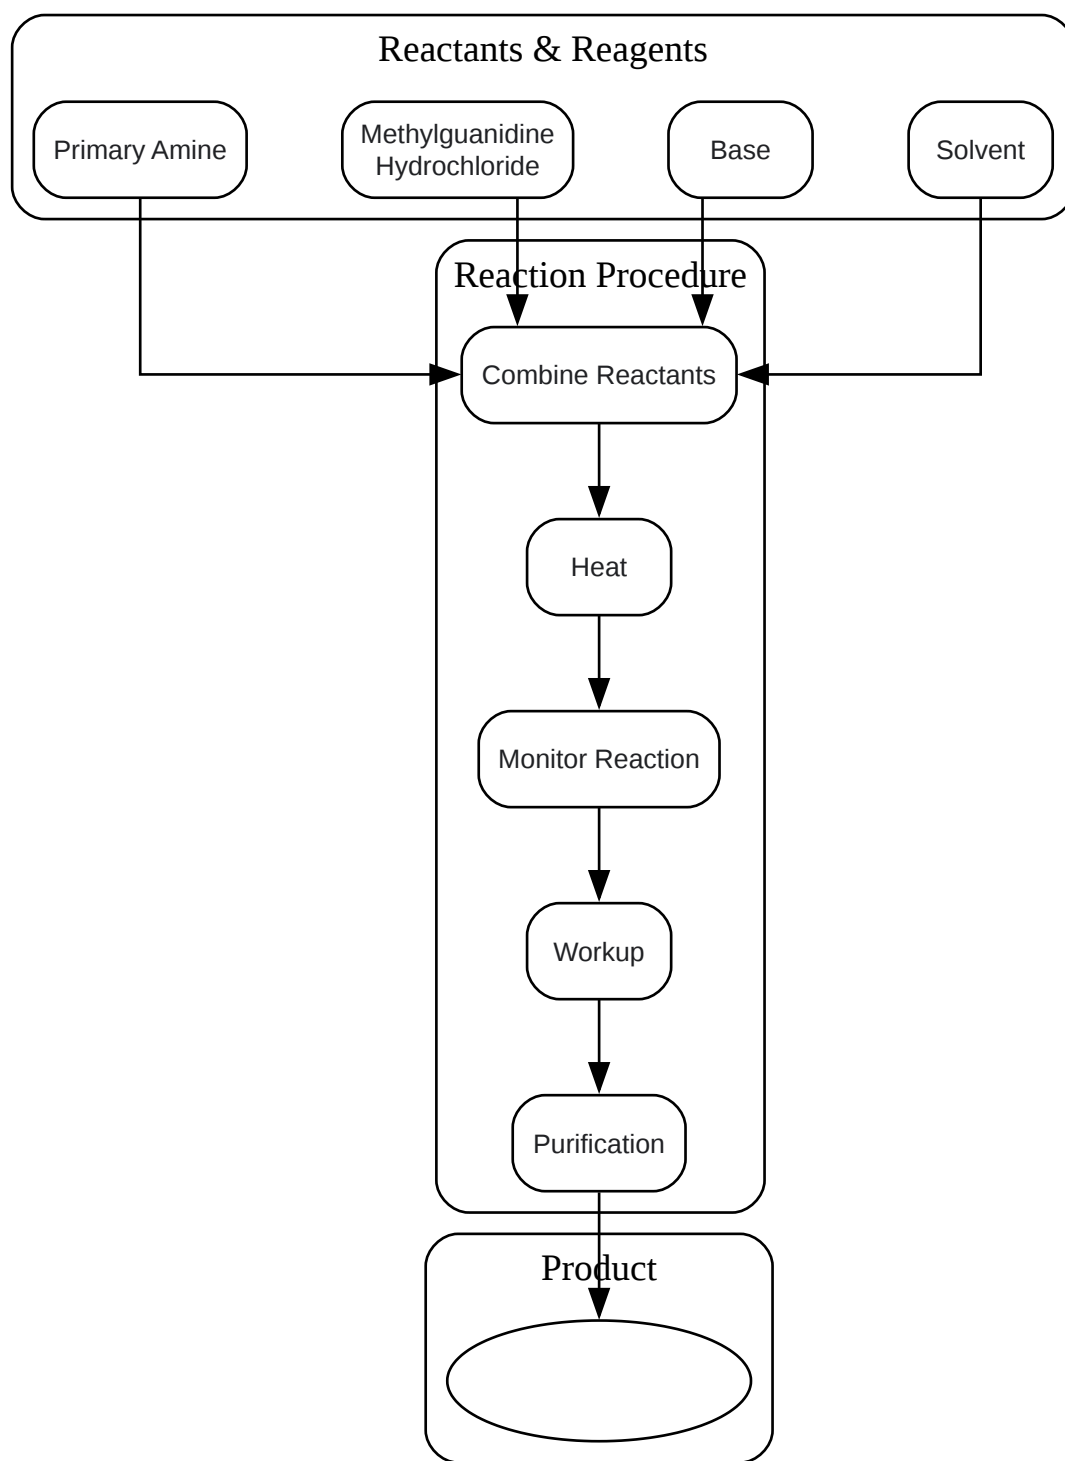 Reactants & Reagents
Primary Amine
Methylguanidine
Hydrochloride
Base
Solvent
Reaction Procedure
Combine Reactants
Heat
Monitor Reaction
Workup
Purification
Product